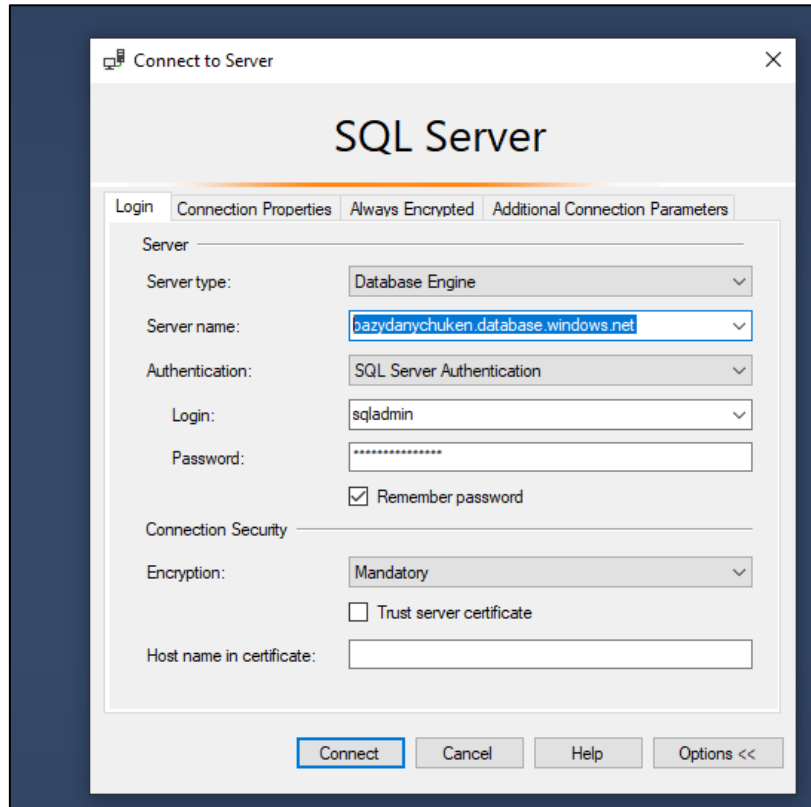 Connect to Server
SQL Server
Login Connection Properties Always Encrypted Additional Connection Parameters
Server
Server type: Database Engine
Server name: bazydanychuken.database.windows.net
Authentication: SQL Server Authentication
Login: sqladmin
Password: ***************
Remember password
Connection Security
Encryption: Mandatory
Trust server certificate
Host name in certificate:
Connect Cancel Help Options <<